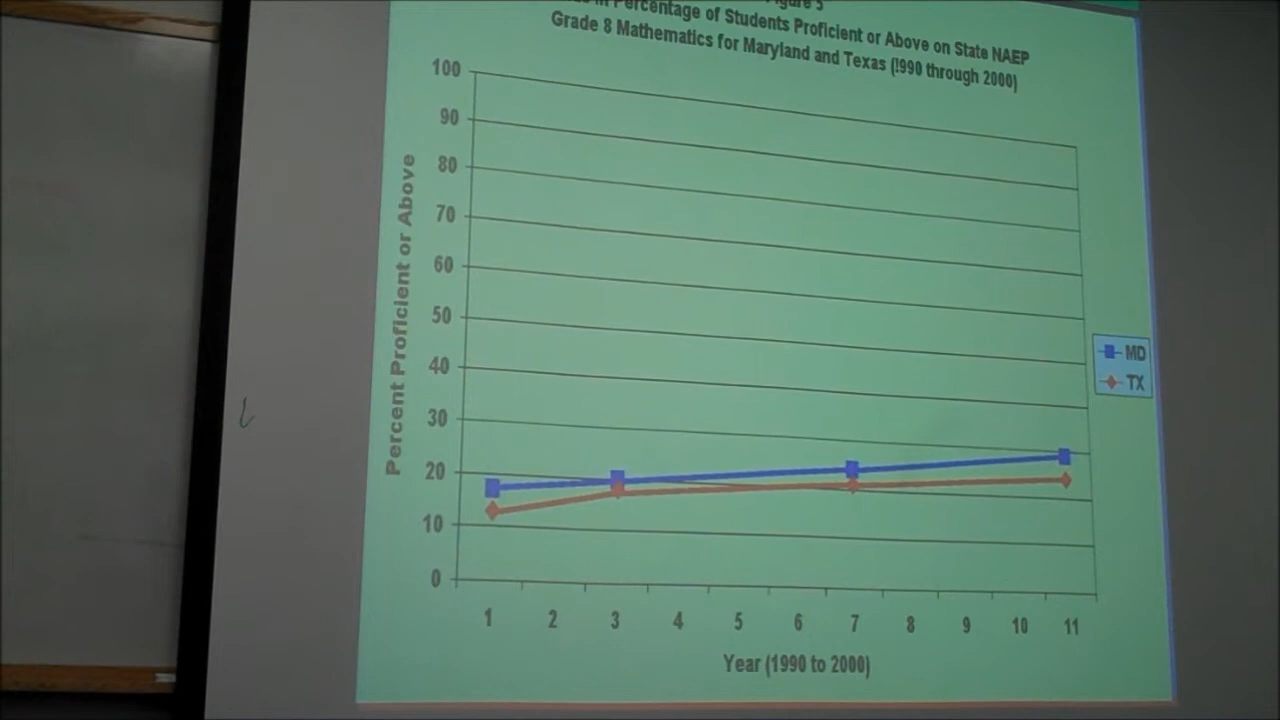 Percentage of Students Proficient or Above on State NAEP
Grade 8 Mathematics for Maryland and Texas (!990 through 2000)
100
90
80
70
60
50
40
30
20
10
0
Percent Proficient or Above
MD
TX
1 2 3 4 5 6 7 8 9 10 11
Year (1990 to 2000)